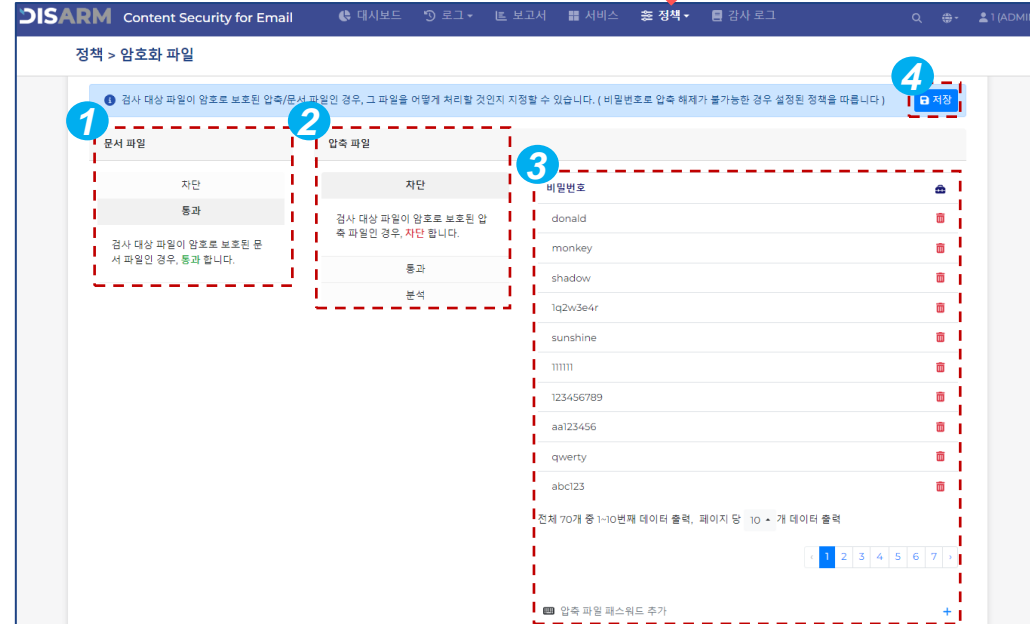 DISARM Content Security for Email 대시보드 로그 보고서 서비스 정책 감사 로그 1 (ADMI
정책 > 암호화 파일
4
검사 대상 파일이 암호로 보호된 압축/문서 파일인 경우, 그 파일을 어떻게 처리할 것인지 지정할 수 있습니다. ( 비밀번호로 압축 해제가 불가능한 경우 설정된 정책을 따릅니다 ) 저장
1
문서 파일
차단
통과
검사 대상 파일이 암호로 보호된 문
서 파일인 경우, 통과 합니다.
2
압축 파일
차단
검사 대상 파일이 암호로 보호된 압
축 파일인 경우, 차단 합니다.
통과
분석
3
비밀번호
donald
monkey
shadow
1q2w3e4r
sunshine
111111
123456789
aa123456
qwerty
abc123
전체 70개 중 1~10번째 데이터 출력, 페이지 당 10 개 데이터 출력
‹ 1 2 3 4 5 6 7 ›
압축 파일 패스워드 추가 +